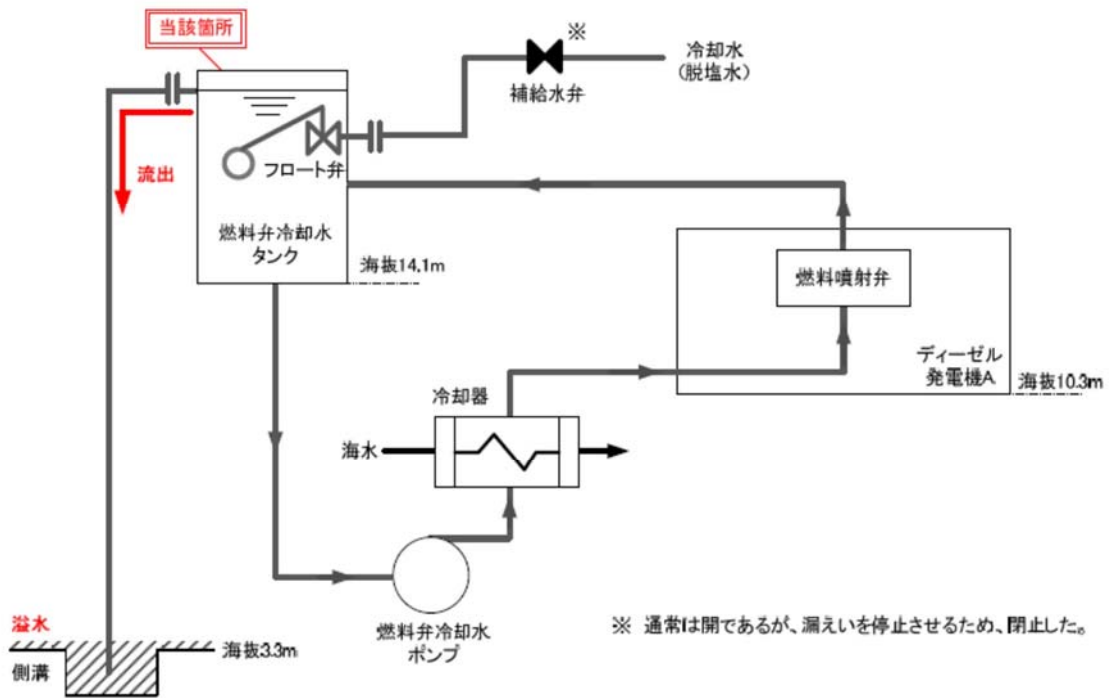 当該箇所
※
冷却水
(脱塩水)
補給水弁
流出
フロート弁
燃料弁冷却水
タンク
海抜14.1m
燃料噴射弁
ディーゼル
発電機A
海抜10.3m
冷却器
海水
燃料弁冷却水
ポンプ
溢水
海抜3.3m
側溝
※ 通常は開であるが、漏えいを停止させるため、閉止した。